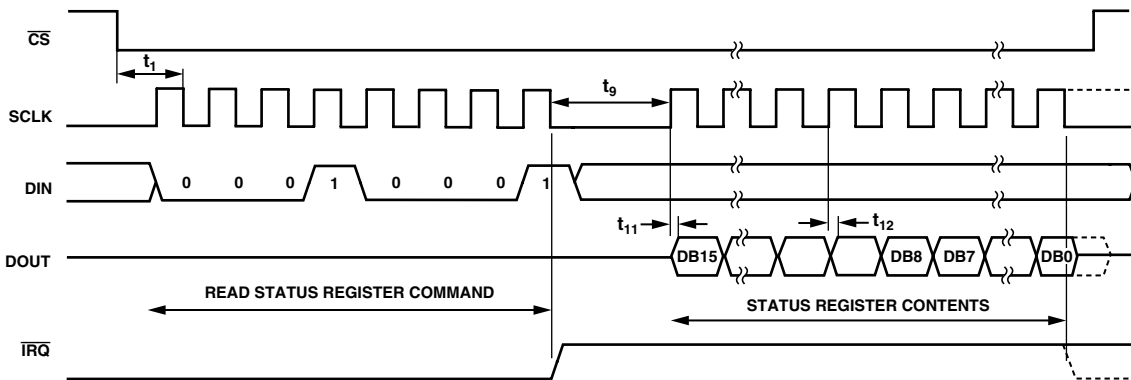 CS
t1
SCLK
t9
DIN 0 0 0 1 0 0 0 1
t11
t12
DOUT DB15 DB8 DB7 DB0
READ STATUS REGISTER COMMAND
STATUS REGISTER CONTENTS
IRQ